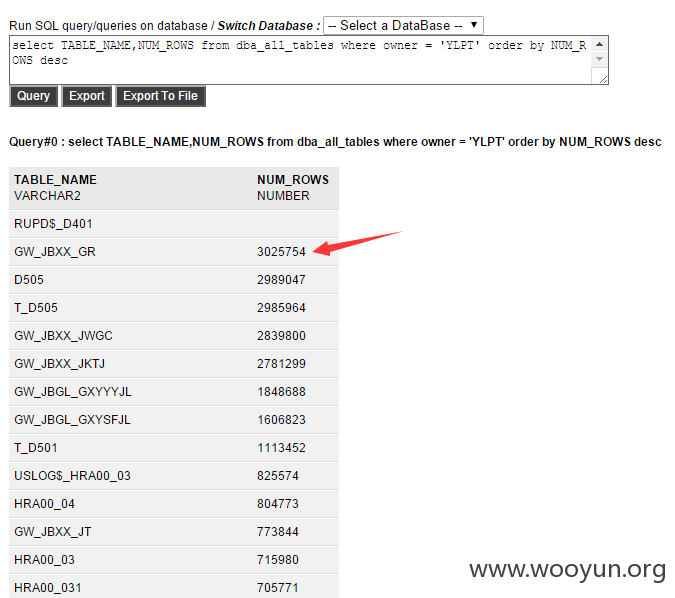 Run SQL query/queries on database / Switch Database : -- Select a DataBase --
select TABLE_NAME,NUM_ROWS from dba_all_tables where owner = 'YLPT' order by NUM_R
OWS desc
Query Export Export To File
Query#0 : select TABLE_NAME,NUM_ROWS from dba_all_tables where owner = 'YLPT' order by NUM_ROWS desc
TABLE_NAME NUM_ROWS
VARCHAR2 NUMBER
RUPD$_D401
GW_JBXX_GR 3025754
D505 2989047
T_D505 2985964
GW_JBXX_JWGC 2839800
GW_JBXX_JKTJ 2781299
GW_JBGL_GXYYYJL 1848688
GW_JBGL_GXYSFJL 1606823
T_D501 1113452
USLOG$_HRA00_03 825574
HRA00_04 804773
GW_JBXX_JT 773844
HRA00_03 715980
HRA00_031 705771
www.wooyun.org